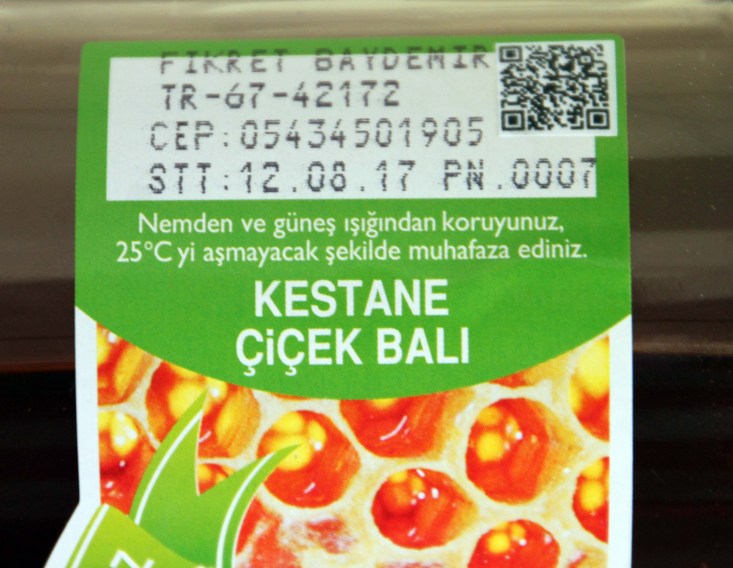 FIKRET BAYDEMIR
TR-67-42172
CEP:05434501905
STT:12.08.17 PN.0007
Nemden ve güneş ışığından koruyunuz,
25°C yi aşmayacak şekilde muhafaza ediniz.
KESTANE
ÇİÇEK BALI